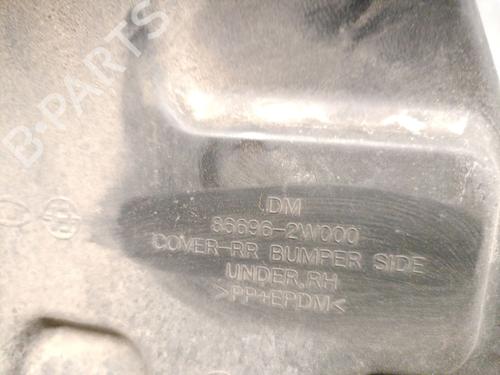 B-PARTS
DM
86696-2W000
COVER-RR BUMPER SIDE
UNDER,RH
>PP+EPDM<